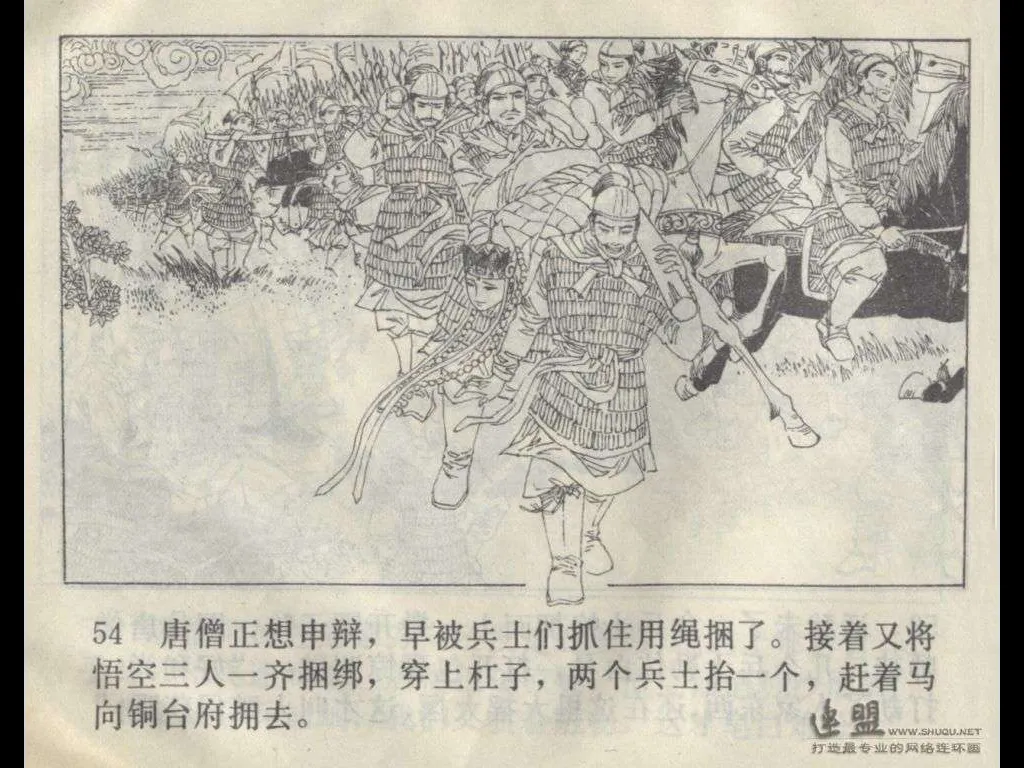 54 唐僧正想申辩，早被兵士们抓住用绳捆了。接着又将
悟空三人一齐捆绑，穿上杠子，两个兵士抬一个，赶着马
向铜台府拥去。
连盟 WWW.SHUQU.NET
打造最专业的网络连环画